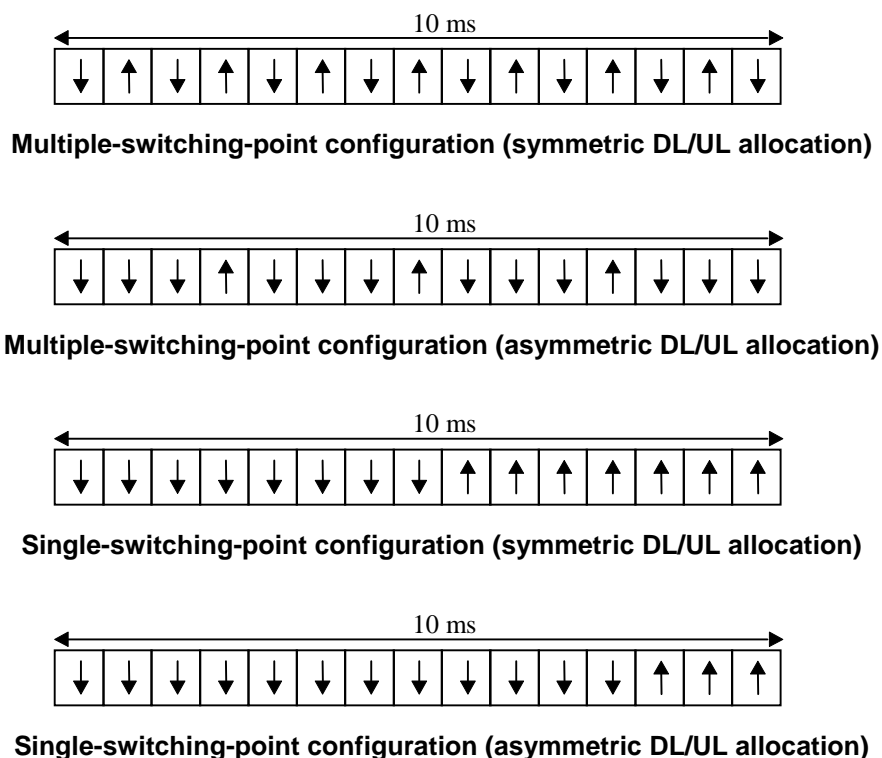 10 ms
Multiple-switching-point configuration (symmetric DL/UL allocation)
10 ms
Multiple-switching-point configuration (asymmetric DL/UL allocation)
10 ms
Single-switching-point configuration (symmetric DL/UL allocation)
10 ms
Single-switching-point configuration (asymmetric DL/UL allocation)